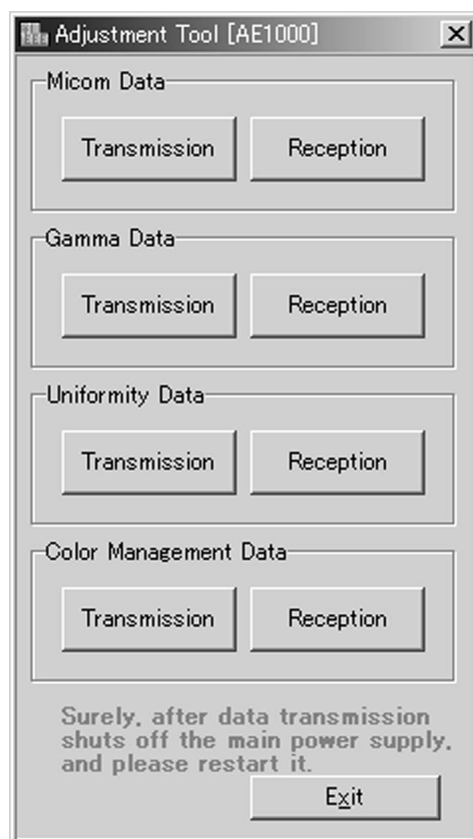 Adjustment Tool [AE1000]
Micom Data
Transmission Reception
Gamma Data
Transmission Reception
Uniformity Data
Transmission Reception
Color Management Data
Transmission Reception
Surely, after data transmission
shuts off the main power supply,
and please restart it.
Exit